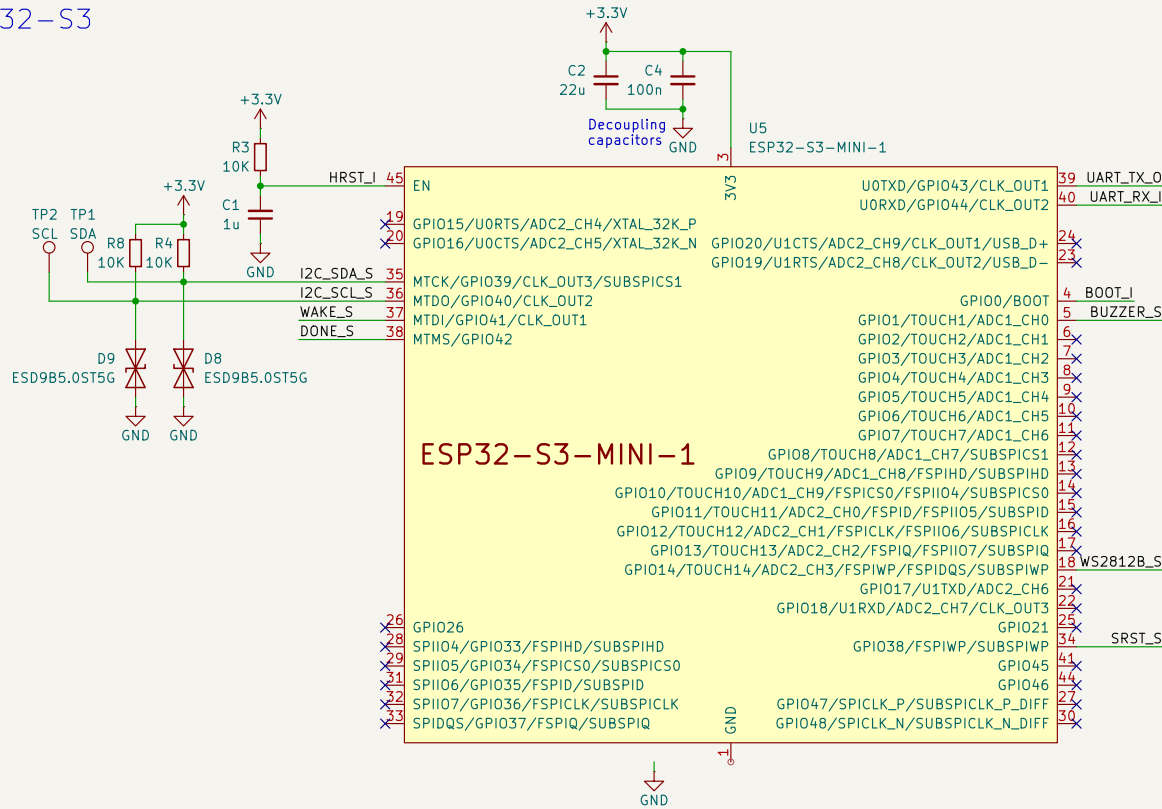 32-S3
+3.3V
C2
22u
C4
100n
Decoupling
capacitors
GND
U5
ESP32-S3-MINI-1
+3.3V
R3
10K
HRST_I
C1
1u
GND
+3.3V
TP2
SCL
TP1
SDA
R8
10K
R4
10K
I2C_SDA_S
I2C_SCL_S
WAKE_S
DONE_S
D9
ESD9B5.0ST5G
D8
ESD9B5.0ST5G
GND
GND
3
3V3
45 EN
19 GPIO15/U0RTS/ADC2_CH4/XTAL_32K_P
20 GPIO16/U0CTS/ADC2_CH5/XTAL_32K_N
35 MTCK/GPIO39/CLK_OUT3/SUBSPICS1
36 MTDO/GPIO40/CLK_OUT2
37 MTDI/GPIO41/CLK_OUT1
38 MTMS/GPIO42
ESP32-S3-MINI-1
26 GPIO26
28 SPIIO4/GPIO33/FSPIHD/SUBSPIHD
29 SPIIO5/GPIO34/FSPICS0/SUBSPICS0
31 SPIIO6/GPIO35/FSPID/SUBSPID
32 SPIIO7/GPIO36/FSPICLK/SUBSPICLK
33 SPIDQS/GPIO37/FSPIQ/SUBSPIQ
U0TXD/GPIO43/CLK_OUT1 39 UART_TX_O
U0RXD/GPIO44/CLK_OUT2 40 UART_RX_I
GPIO20/U1CTS/ADC2_CH9/CLK_OUT1/USB_D+ 24
GPIO19/U1RTS/ADC2_CH8/CLK_OUT2/USB_D- 23
GPIO0/BOOT 4 BOOT_I
GPIO1/TOUCH1/ADC1_CH0 5 BUZZER_S
GPIO2/TOUCH2/ADC1_CH1 6
GPIO3/TOUCH3/ADC1_CH2 7
GPIO4/TOUCH4/ADC1_CH3 8
GPIO5/TOUCH5/ADC1_CH4 9
GPIO6/TOUCH6/ADC1_CH5 10
GPIO7/TOUCH7/ADC1_CH6 11
GPIO8/TOUCH8/ADC1_CH7/SUBSPICS1 12
GPIO9/TOUCH9/ADC1_CH8/FSPIHD/SUBSPIHD 13
GPIO10/TOUCH10/ADC1_CH9/FSPICS0/FSPIIO4/SUBSPICS0 14
GPIO11/TOUCH11/ADC2_CH0/FSPID/FSPIIO5/SUBSPID 15
GPIO12/TOUCH12/ADC2_CH1/FSPICLK/FSPIIO6/SUBSPICLK 16
GPIO13/TOUCH13/ADC2_CH2/FSPIQ/FSPIIO7/SUBSPIQ 17
GPIO14/TOUCH14/ADC2_CH3/FSPIWP/FSPIDQS/SUBSPIWP 18 WS2812B_S
GPIO17/U1TXD/ADC2_CH6 21
GPIO18/U1RXD/ADC2_CH7/CLK_OUT3 22
GPIO21 25
GPIO38/FSPIWP/SUBSPIWP 34 SRST_S
GPIO45 41
GPIO46 44
GPIO47/SPICLK_P/SUBSPICLK_P_DIFF 27
GPIO48/SPICLK_N/SUBSPICLK_N_DIFF 30
GND
1
GND